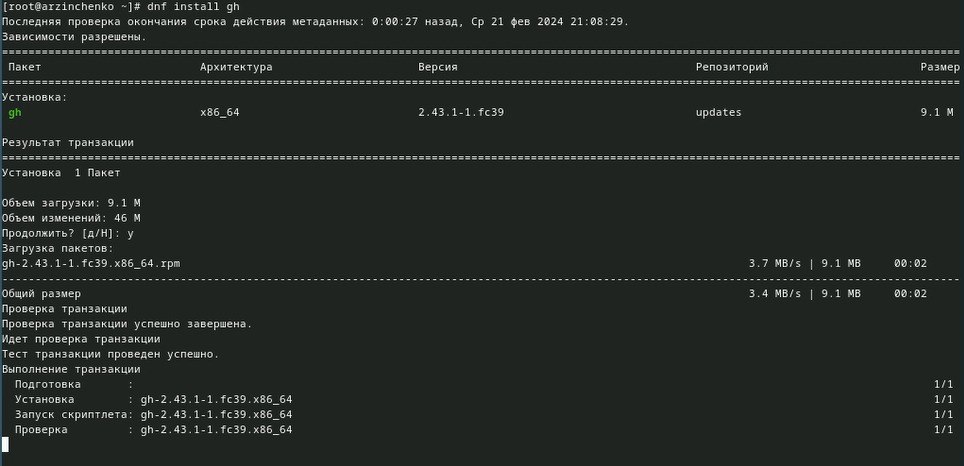 [root@arzinchenko ~]# dnf install gh
Последняя проверка окончания срока действия метаданных: 0:00:27 назад, Ср 21 фев 2024 21:08:29.
Зависимости разрешены.
================================================================================
Пакет Архитектура Версия Репозиторий Размер
================================================================================
Установка:
gh x86_64 2.43.1-1.fc39 updates 9.1 M
Результат транзакции
================================================================================
Установка 1 Пакет
Объем загрузки: 9.1 M
Объем изменений: 46 M
Продолжить? [д/Н]: y
Загрузка пакетов:
gh-2.43.1-1.fc39.x86_64.rpm 3.7 MB/s | 9.1 MB 00:02
--------------------------------------------------------------------------------
Общий размер 3.4 MB/s | 9.1 MB 00:02
Проверка транзакции
Проверка транзакции успешно завершена.
Идет проверка транзакции
Тест транзакции проведен успешно.
Выполнение транзакции
Подготовка : 1/1
Установка : gh-2.43.1-1.fc39.x86_64 1/1
Запуск скриптлета: gh-2.43.1-1.fc39.x86_64 1/1
Проверка : gh-2.43.1-1.fc39.x86_64 1/1